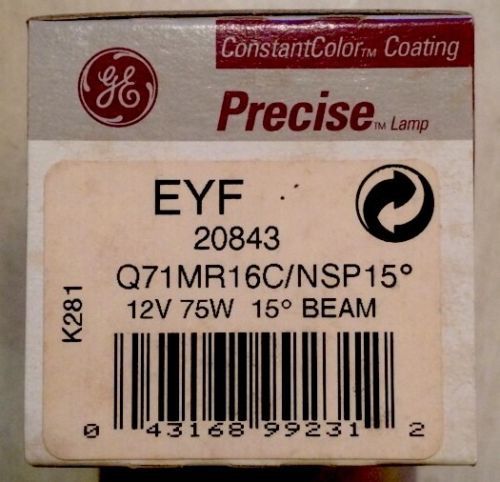 ConstantColor™ Coating
GE
Precise™ Lamp
EYF
20843
Q71MR16C/NSP15°
12V 75W 15° BEAM
K281
0 43168 99231 2